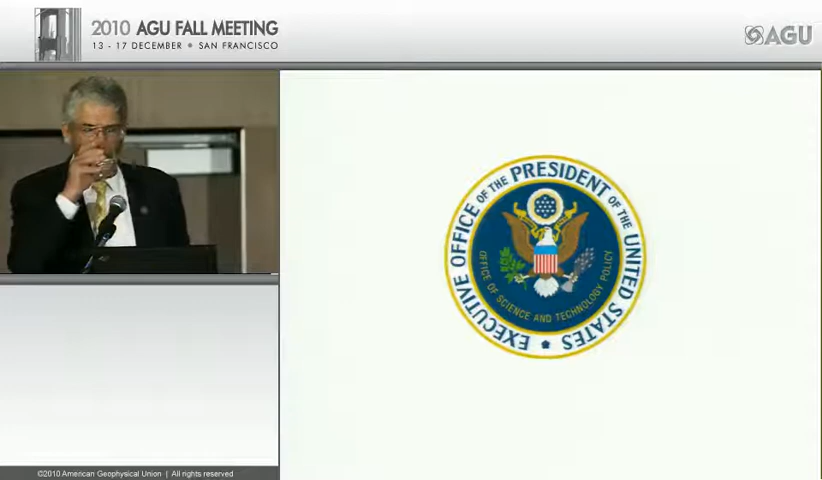 2010 AGU FALL MEETING
13 - 17 DECEMBER • SAN FRANCISCO
AGU
EXECUTIVE OFFICE OF THE PRESIDENT OF THE UNITED STATES
OFFICE OF SCIENCE AND TECHNOLOGY POLICY
©2010 American Geophysical Union | All rights reserved